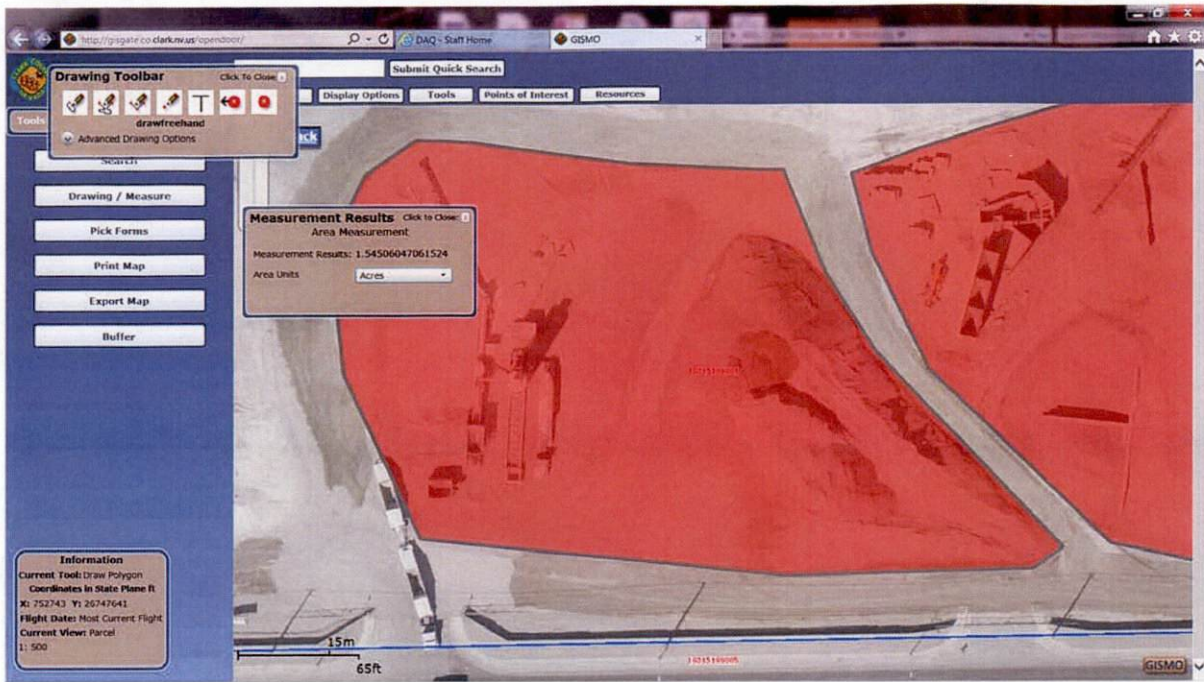 http://gisgate.co.clark.nv.us/opendoor/
DAQ - Staff Home
GISMO
Drawing Toolbar
Click To Close:
drawfreehand
Advanced Drawing Options
Submit Quick Search
Display Options
Tools
Points of Interest
Resources
Tools
Search
Drawing / Measure
Pick Forms
Print Map
Export Map
Buffer
Measurement Results
Click to Close:
Area Measurement
Measurement Results: 1.54506047061524
Area Units
Acres
Information
Current Tool: Draw Polygon
Coordinates in State Plane ft
X: 752743 Y: 26747641
Flight Date: Most Current Flight
Current View: Parcel
1: 500
15m
65ft
GISMO